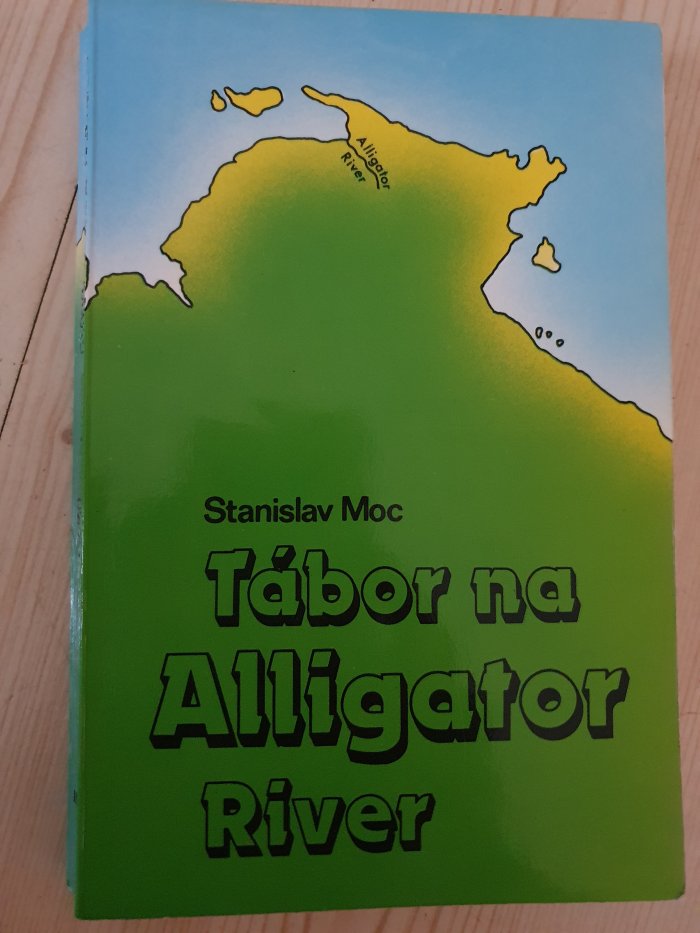 Alligator
River
Stanislav Moc
Tábor na
Alligator
River